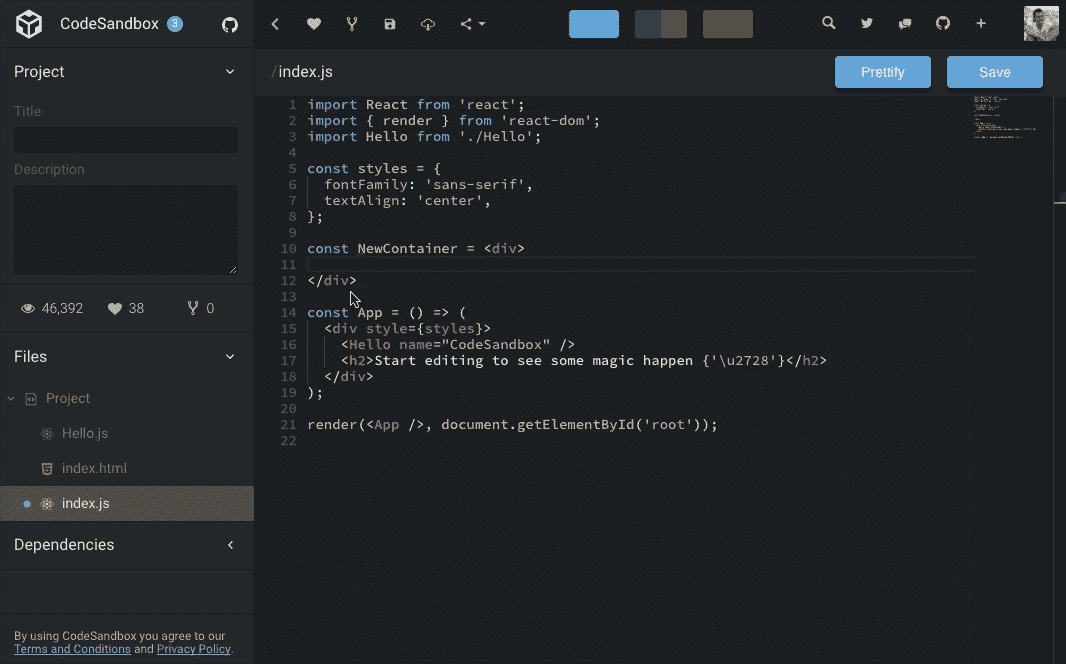 CodeSandbox 3
Project
/index.js
Prettify
Save
Title
Description
46,392 38 0
Files
Project
Hello.js
index.html
index.js
Dependencies
By using CodeSandbox you agree to our
Terms and Conditions and Privacy Policy.
1 import React from 'react';
2 import { render } from 'react-dom';
3 import Hello from './Hello';
4
5 const styles = {
6 fontFamily: 'sans-serif',
7 textAlign: 'center',
8 };
9
10 const NewContainer = <div>
11
12 </div>
13
14 const App = () => (
15 <div style={styles}>
16 <Hello name="CodeSandbox" />
17 <h2>Start editing to see some magic happen {'\u2728'}</h2>
18 </div>
19 );
20
21 render(<App />, document.getElementById('root'));
22